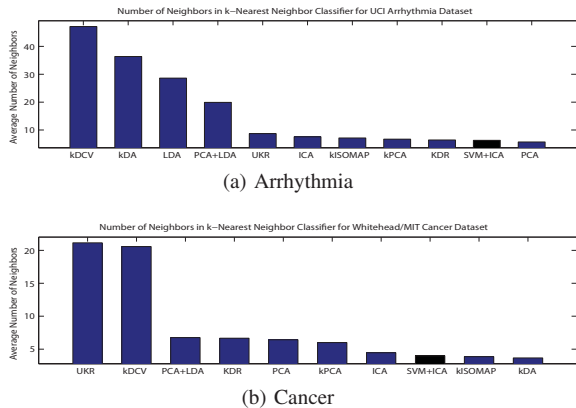 Number of Neighbors in k−Nearest Neighbor Classifier for UCI Arrhythmia Dataset
Average Number of Neighbors
40
30
20
10
kDCV kDA LDA PCA+LDA UKR ICA kISOMAP kPCA KDR SVM+ICA PCA
(a) Arrhythmia
Number of Neighbors in k−Nearest Neighbor Classifier for Whitehead/MIT Cancer Dataset
Average Number of Neighbors
20
15
10
5
UKR kDCV PCA+LDA KDR PCA kPCA ICA SVM+ICA kISOMAP kDA
(b) Cancer